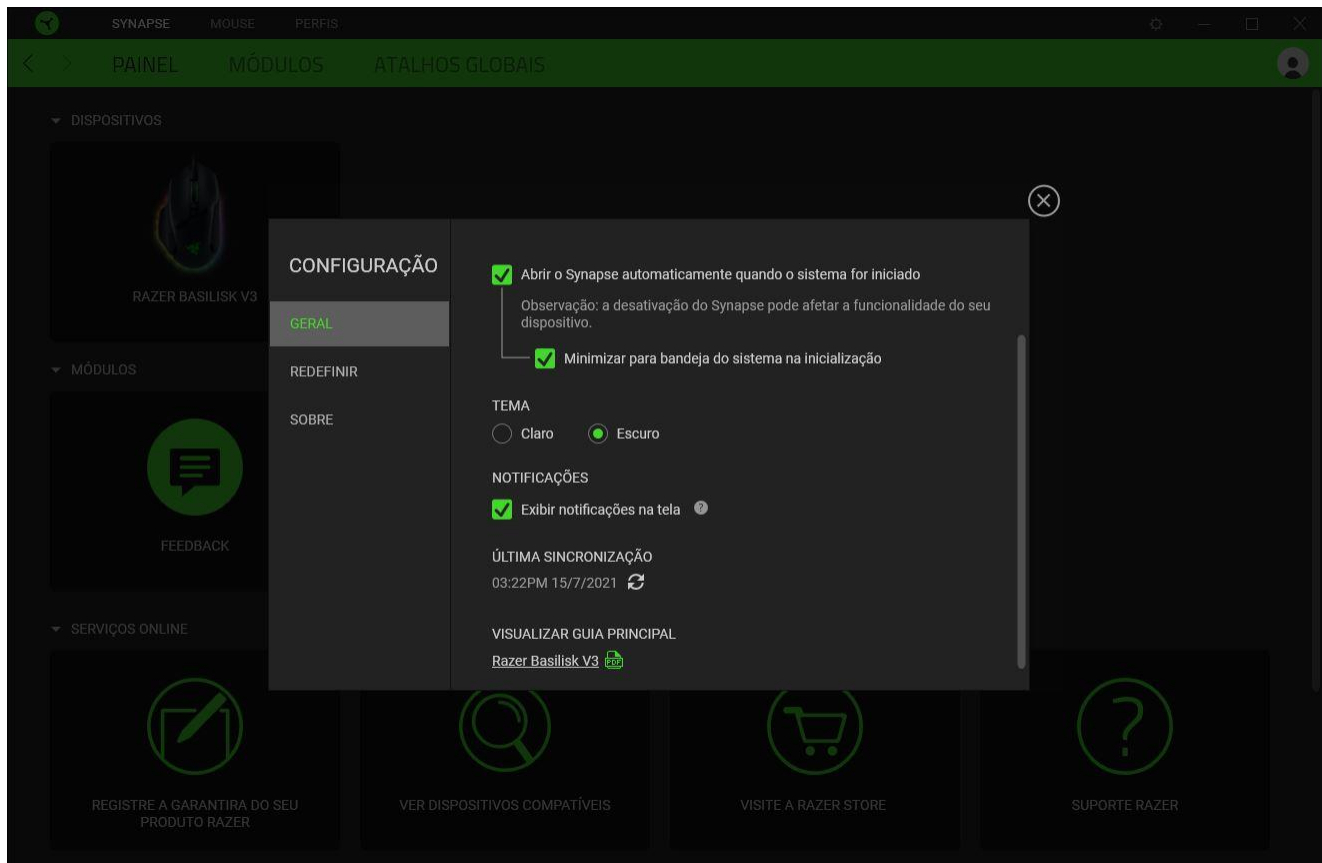 SYNAPSE MOUSE PERFIS
PAINEL MÓDULOS ATALHOS GLOBAIS
DISPOSITIVOS
RAZER BASILISK V3
MÓDULOS
FEEDBACK
CONFIGURAÇÃO
GERAL
REDEFINIR
SOBRE
Abrir o Synapse automaticamente quando o sistema for iniciado
Observação: a desativação do Synapse pode afetar a funcionalidade do seu
dispositivo.
Minimizar para bandeja do sistema na inicialização
TEMA
Claro Escuro
NOTIFICAÇÕES
Exibir notificações na tela ?
ÚLTIMA SINCRONIZAÇÃO
03:22PM 15/7/2021
VISUALIZAR GUIA PRINCIPAL
Razer Basilisk V3 PDF
SERVIÇOS ONLINE
REGISTRE A GARANTIRA DO SEU
PRODUTO RAZER
VER DISPOSITIVOS COMPATÍVEIS
VISITE A RAZER STORE
SUPORTE RAZER